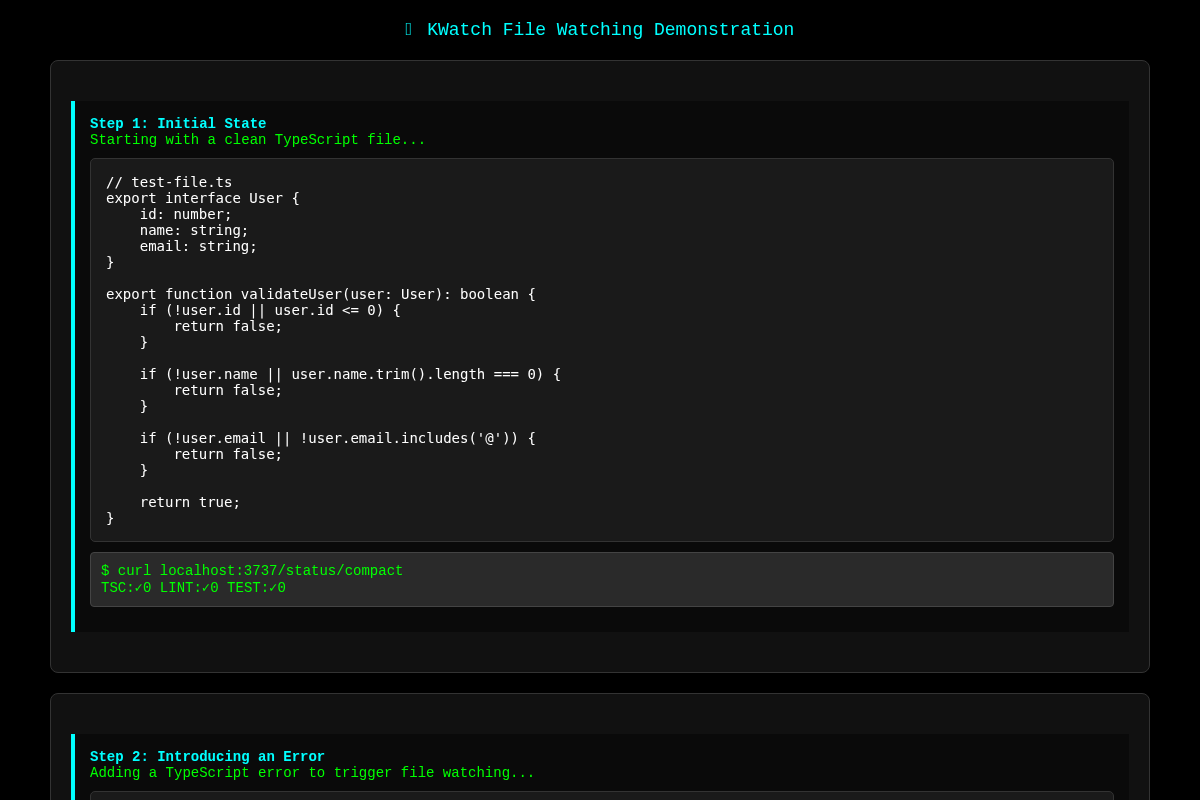 KWatch File Watching Demonstration
Step 1: Initial State
Starting with a clean TypeScript file...
// test-file.ts
export interface User {
    id: number;
    name: string;
    email: string;
}
export function validateUser(user: User): boolean {
    if (!user.id || user.id <= 0) {
        return false;
    }
    if (!user.name || user.name.trim().length === 0) {
        return false;
    }
    if (!user.email || !user.email.includes('@')) {
        return false;
    }
    return true;
}
$ curl localhost:3737/status/compact
TSC:✓0 LINT:✓0 TEST:✓0
Step 2: Introducing an Error
Adding a TypeScript error to trigger file watching...